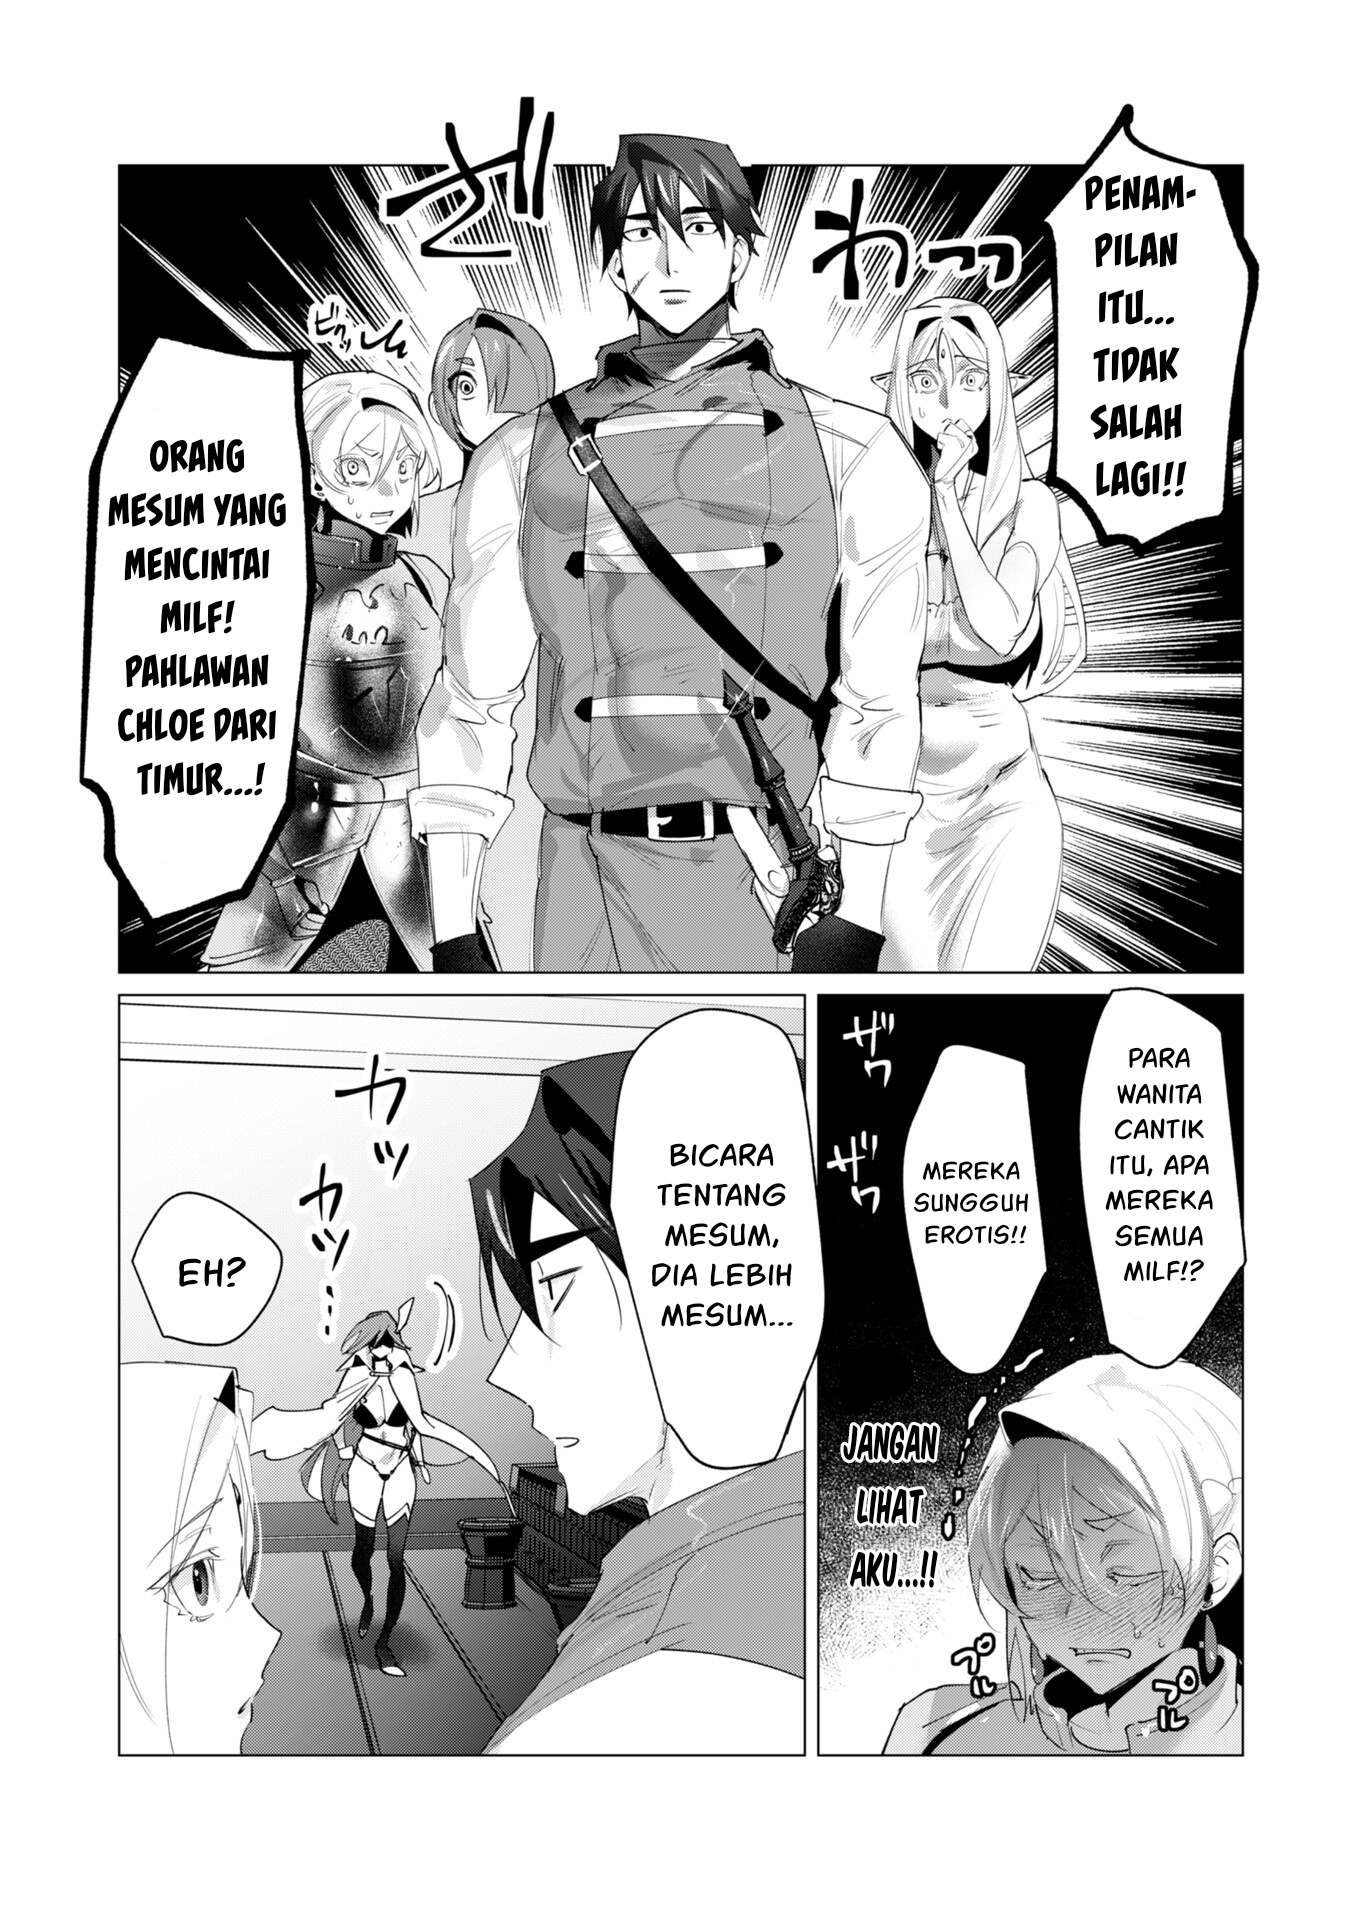 ザ
わっっ
ビクッ
PENAM-
PILAN
ITU...
TIDAK
SALAH
LAGI!!
ORANG
MESUM YANG
MENCINTAI
MILF!
PAHLAWAN
CHLOE DARI
TIMUR...!
PARA
WANITA
CANTIK
ITU, APA
MEREKA
SEMUA
MILF!?
ザワ
MEREKA
SUNGGUH
EROTIS!!
ザワ
JANGAN
LIHAT
AKU...!!
プル
プル
BICARA
TENTANG
MESUM,
DIA LEBIH
MESUM...
カッ
カッ...
EH?